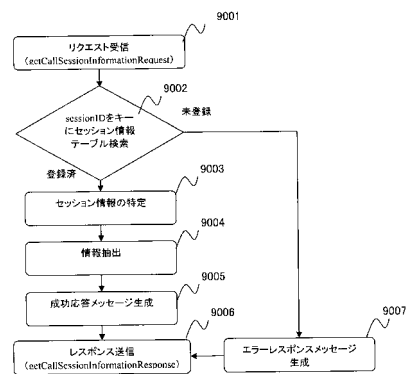 9001
リクエスト受信
(getCallSessionInformationRequest)
9002
sessionIDをキー
にセッション情報
テーブル検索
未登録
登録済
9003
セッション情報の特定
9004
情報抽出
9005
成功応答メッセージ生成
9006
レスポンス送信
(getCallSessionInformationResponse)
9007
エラーレスポンスメッセージ
生成